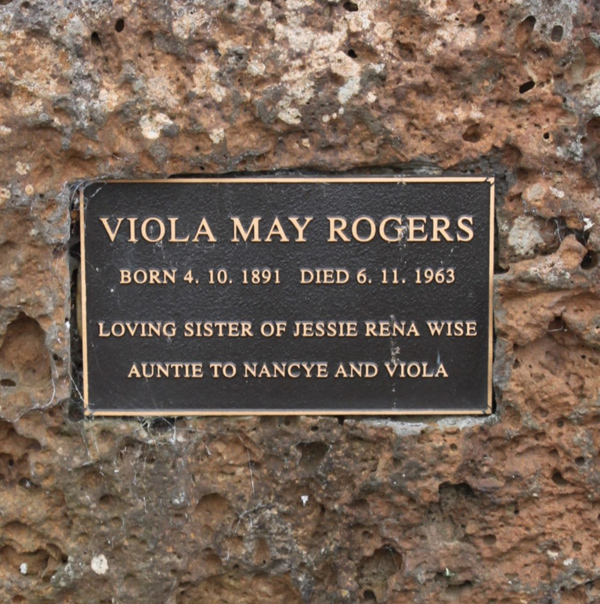 VIOLA MAY ROGERS
BORN 4. 10. 1891 DIED 6. 11. 1963
LOVING SISTER OF JESSIE RENA WISE
AUNTIE TO NANCYE AND VIOLA